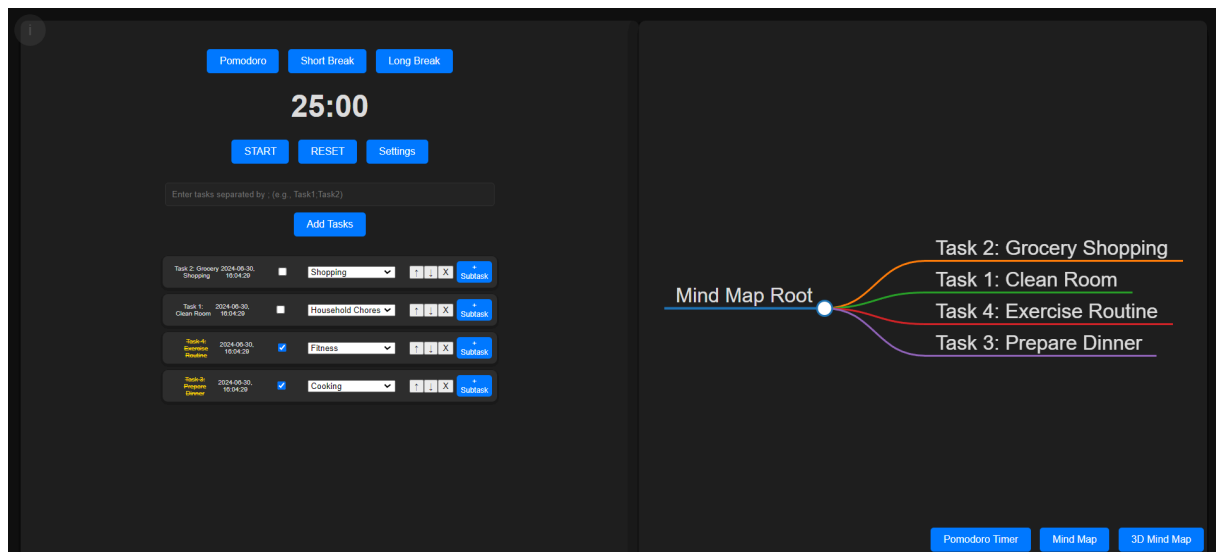 i
Pomodoro Short Break Long Break
25:00
START RESET Settings
Enter tasks separated by ; (e.g., Task1;Task2)
Add Tasks
Task 2: Grocery Shopping 2024-06-30, 16:04:29 Shopping ↑ ↓ X + Subtask
Task 1: Clean Room 2024-06-30, 16:04:29 Household Chores ↑ ↓ X + Subtask
Task 4: Exercise Routine 2024-06-30, 16:04:29 Fitness ↑ ↓ X + Subtask
Task 3: Prepare Dinner 2024-06-30, 16:04:29 Cooking ↑ ↓ X + Subtask
Mind Map Root
Task 2: Grocery Shopping
Task 1: Clean Room
Task 4: Exercise Routine
Task 3: Prepare Dinner
Pomodoro Timer Mind Map 3D Mind Map